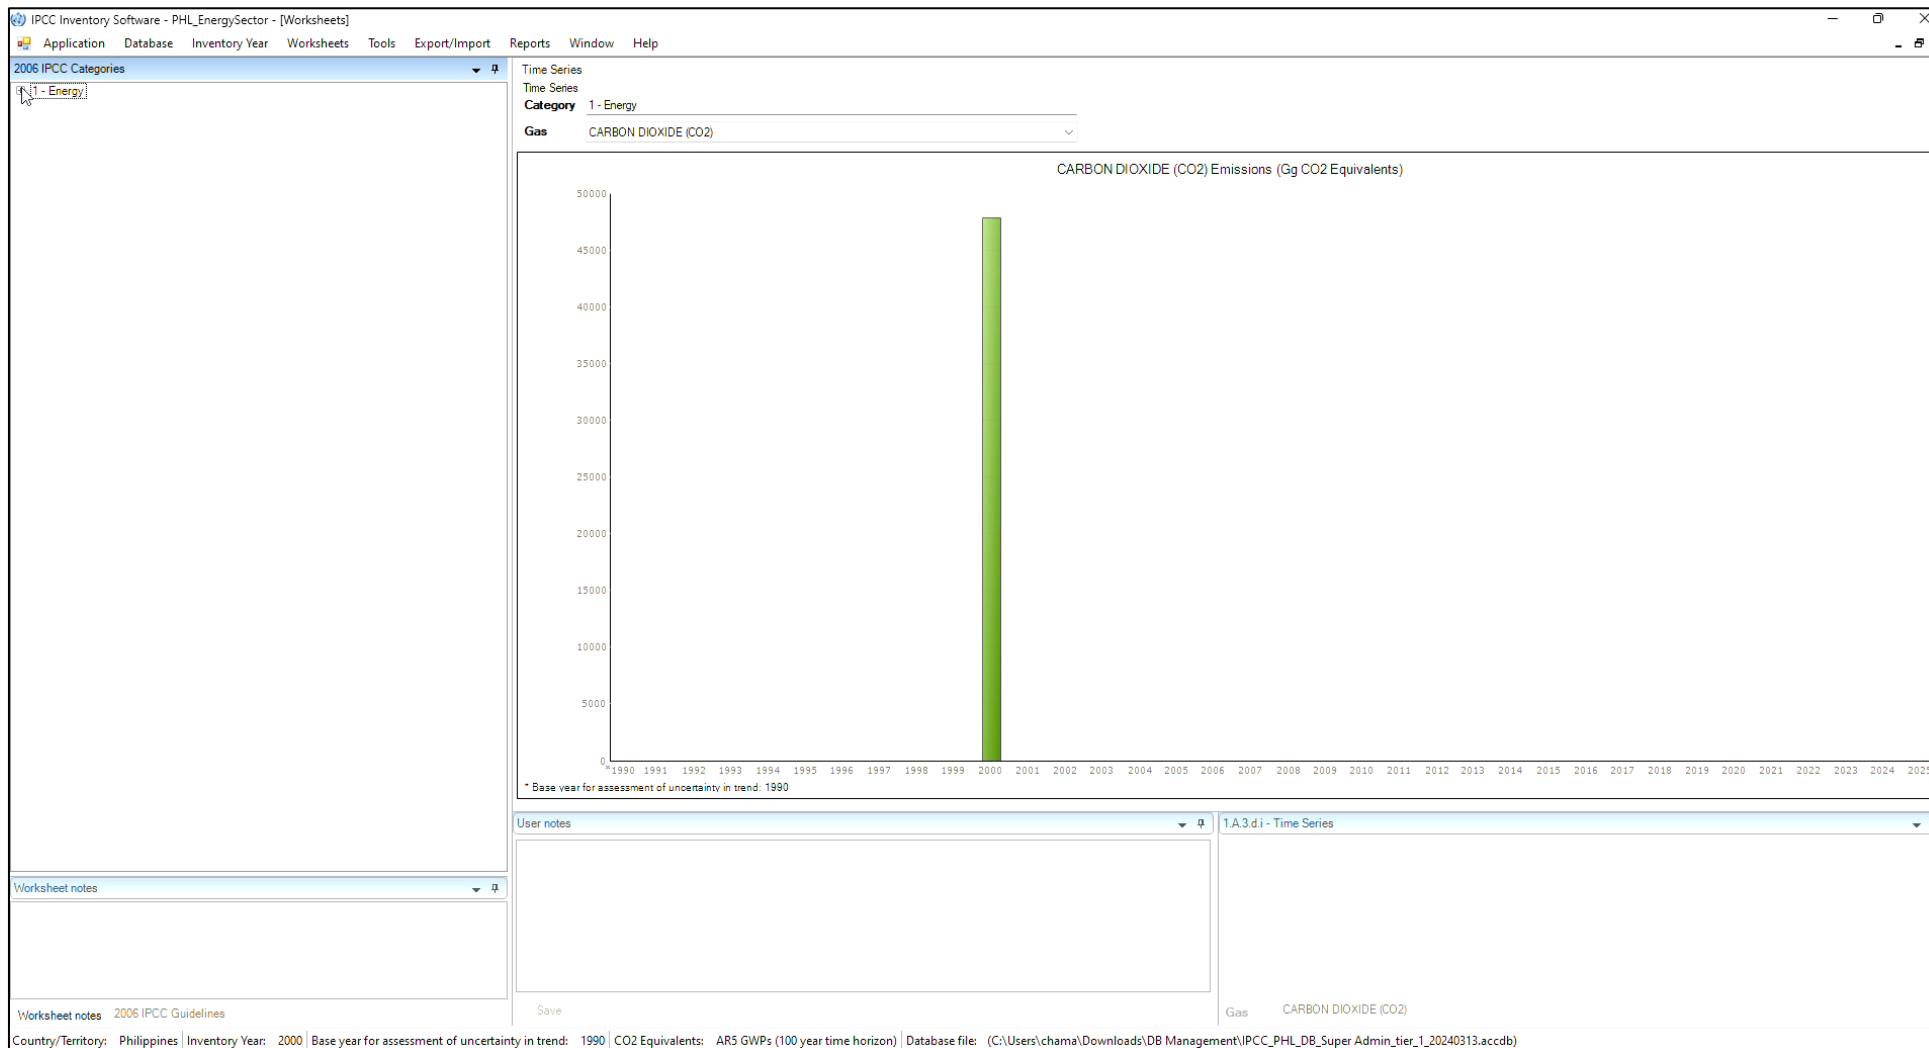 IPCC Inventory Software - PHL_EnergySector - [Worksheets]
Application Database Inventory Year Worksheets Tools Export/Import Reports Window Help
2006 IPCC Categories
1 - Energy
Time Series
Time Series
Category 1 - Energy
Gas CARBON DIOXIDE (CO2)
CARBON DIOXIDE (CO2) Emissions (Gg CO2 Equivalents)
50000
45000
40000
35000
30000
25000
20000
15000
10000
5000
0
*1990 1991 1992 1993 1994 1995 1996 1997 1998 1999 2000 2001 2002 2003 2004 2005 2006 2007 2008 2009 2010 2011 2012 2013 2014 2015 2016 2017 2018 2019 2020 2021 2022 2023 2024 2025
* Base year for assessment of uncertainty in trend: 1990
User notes
1.A.3.d.i - Time Series
Worksheet notes
Save
Gas CARBON DIOXIDE (CO2)
Worksheet notes 2006 IPCC Guidelines
Country/Territory: Philippines Inventory Year: 2000 Base year for assessment of uncertainty in trend: 1990 CO2 Equivalents: AR5 GWPs (100 year time horizon) Database file: (C:\Users\chama\Downloads\DB Management\IPCC_PHL_DB_Super Admin_tier_1_20240313.accdb)